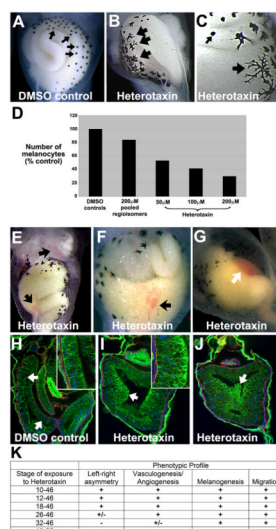 A
B
C
DMSO control
Heterotaxin
Heterotaxin
D
Number of
melanocytes
(% control)
120
100
80
60
40
20
0
DMSO
controls
200µM
pooled
regioisomers
50µM
100µM
200µM
Heterotaxin
E
F
G
Heterotaxin
Heterotaxin
Heterotaxin
H
I
J
DMSO control
Heterotaxin
Heterotaxin
K
Phenotypic Profile
Stage of exposure
to Heterotaxin
Left-right
asymmetry
Vasculogenesis/
Angiogenesis
Melanogenesis
Migratio
10-46 + + + +
12-46 + + + +
18-46 + + + +
26-46 +/- + + +
32-46 - +/- + +